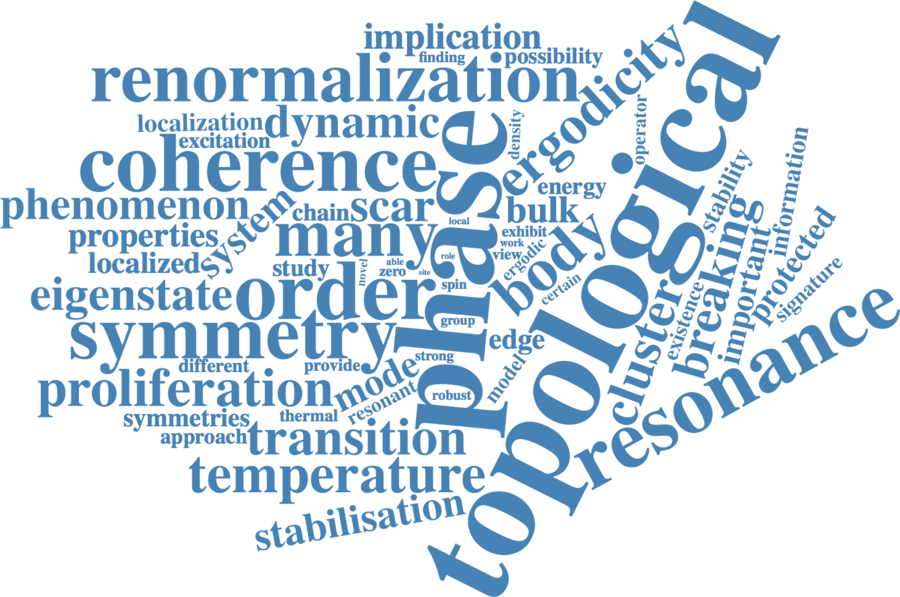 implication
finding
possibility
renormalization
localization
dynamic
excitation
coherence
phenomenon
chain
scar
system
properties
many
localized
study
zero
able
novel
site
eigenstate
order
symmetry
different
provide
proliferation
mode
strong
resonant
symmetries
thermal
approach
transition
temperature
stabilisation
phase
local
role
spin
group
robust
density
ergodicity
energy
bulk
exhibit
work
view
ergodic
body
certain
edge
model
operator
topological
stability
information
breaking
cluster
existence
important
protected
signature
resonance